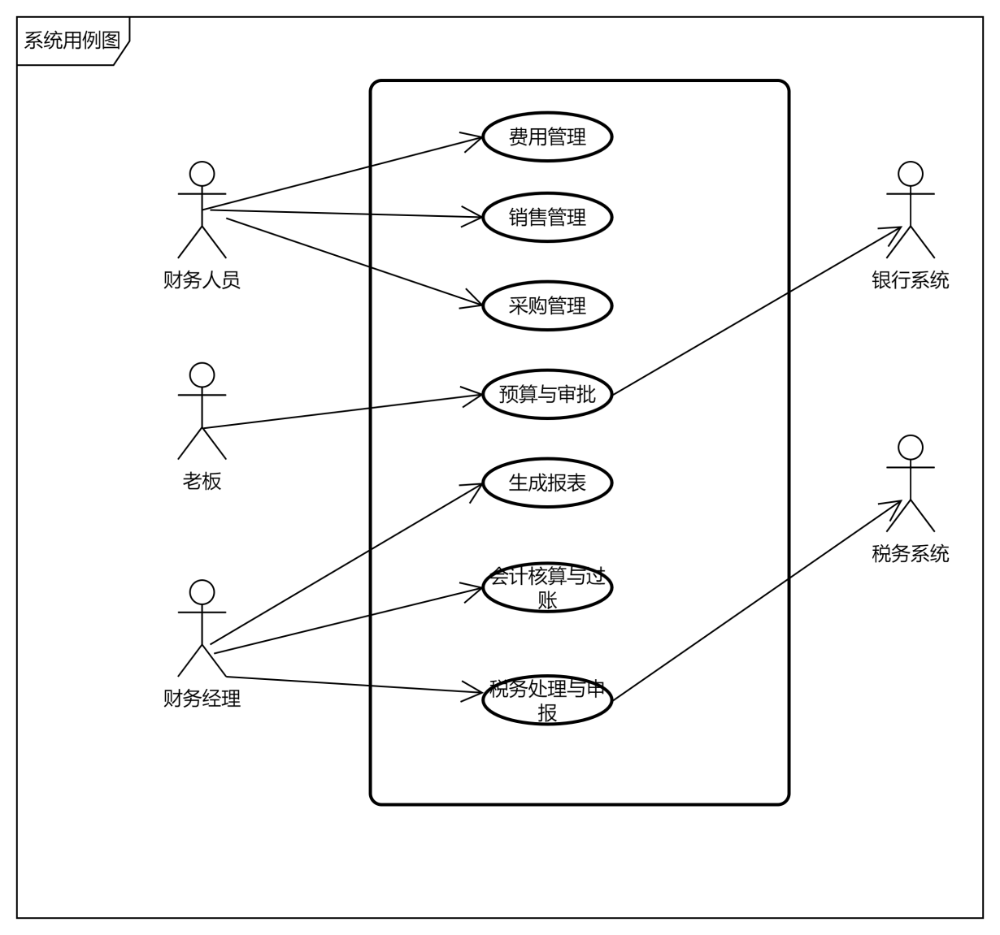 系统用例图
费用管理
销售管理
财务人员
银行系统
采购管理
预算与审批
老板
生成报表
税务系统
会计核算与过
账
财务经理
税务处理与申
报